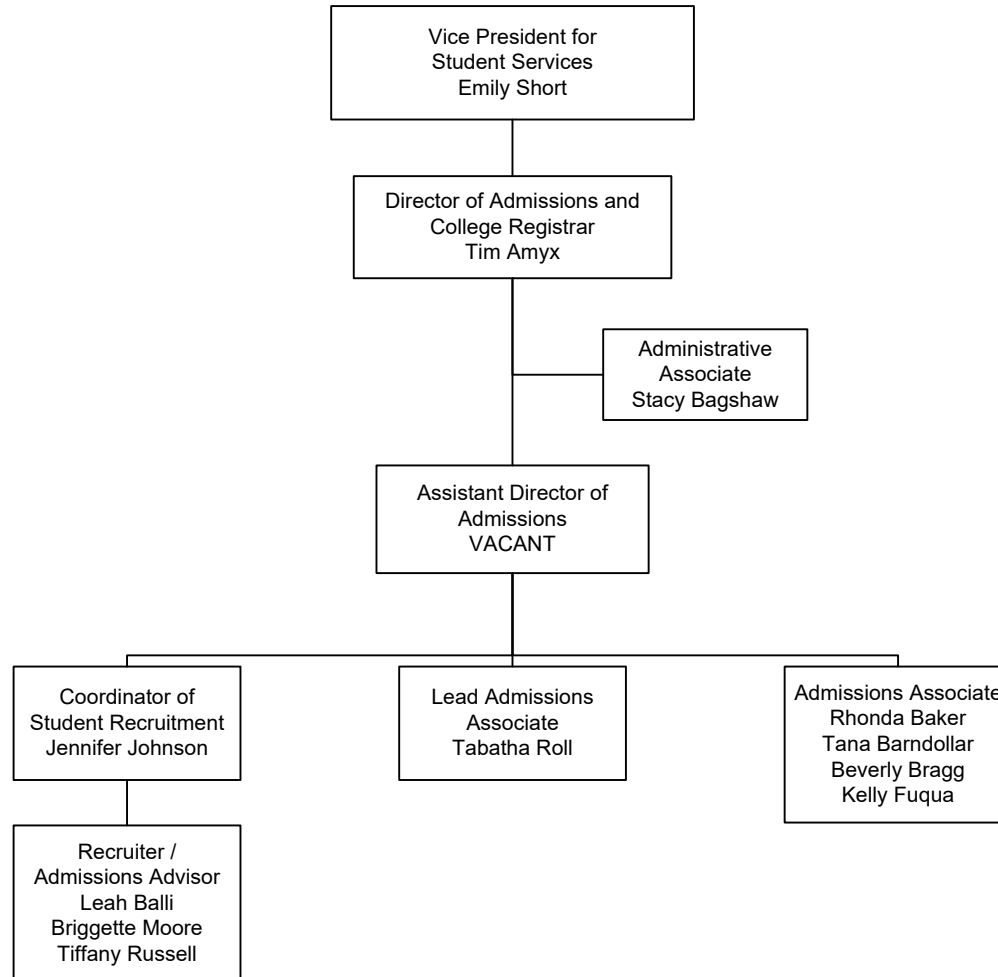 Vice President for
Student Services
Emily Short
Director of Admissions and
College Registrar
Tim Amyx
Administrative
Associate
Stacy Bagshaw
Assistant Director of
Admissions
VACANT
Coordinator of
Student Recruitment
Jennifer Johnson
Lead Admissions
Associate
Tabatha Roll
Admissions Associate
Rhonda Baker
Tana Barndollar
Beverly Bragg
Kelly Fuqua
Recruiter /
Admissions Advisor
Leah Balli
Briggette Moore
Tiffany Russell